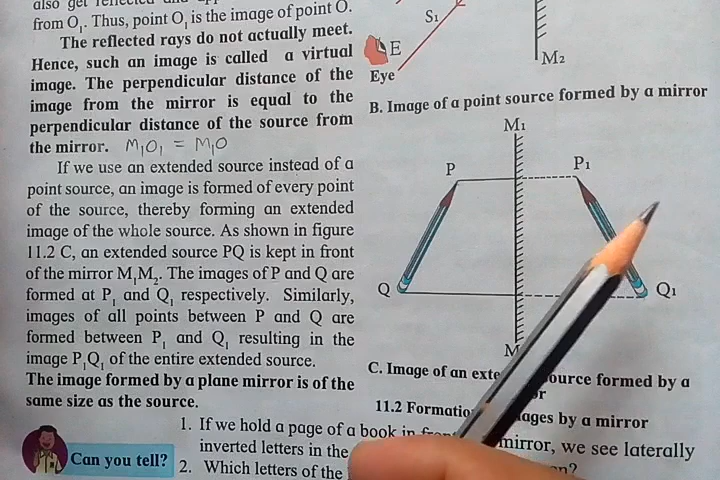 also get
from O₁. Thus, point O₁ is the image of point O.
The reflected rays do not actually meet.
Hence, such an image is called a virtual
image. The perpendicular distance of the
image from the mirror is equal to the
perpendicular distance of the source from
the mirror. M₁O₁ = M₁O
If we use an extended source instead of a
point source, an image is formed of every point
of the source, thereby forming an extended
image of the whole source. As shown in figure
11.2 C, an extended source PQ is kept in front
of the mirror M₁M₂. The images of P and Q are
formed at P₁ and Q₁ respectively. Similarly,
images of all points between P and Q are
formed between P₁ and Q₁ resulting in the
image P₁Q₁ of the entire extended source.
The image formed by a plane mirror is of the
same size as the source.
S₁
E
Eye
M₂
B. Image of a point source formed by a mirror
M₁
P
P₁
Q
Q₁
M
C. Image of an source formed by a
11.2 by a mirror
Can you tell?
1. If we hold a page of a book in mirror, we see laterally
inverted letters in the
2. Which letters of the